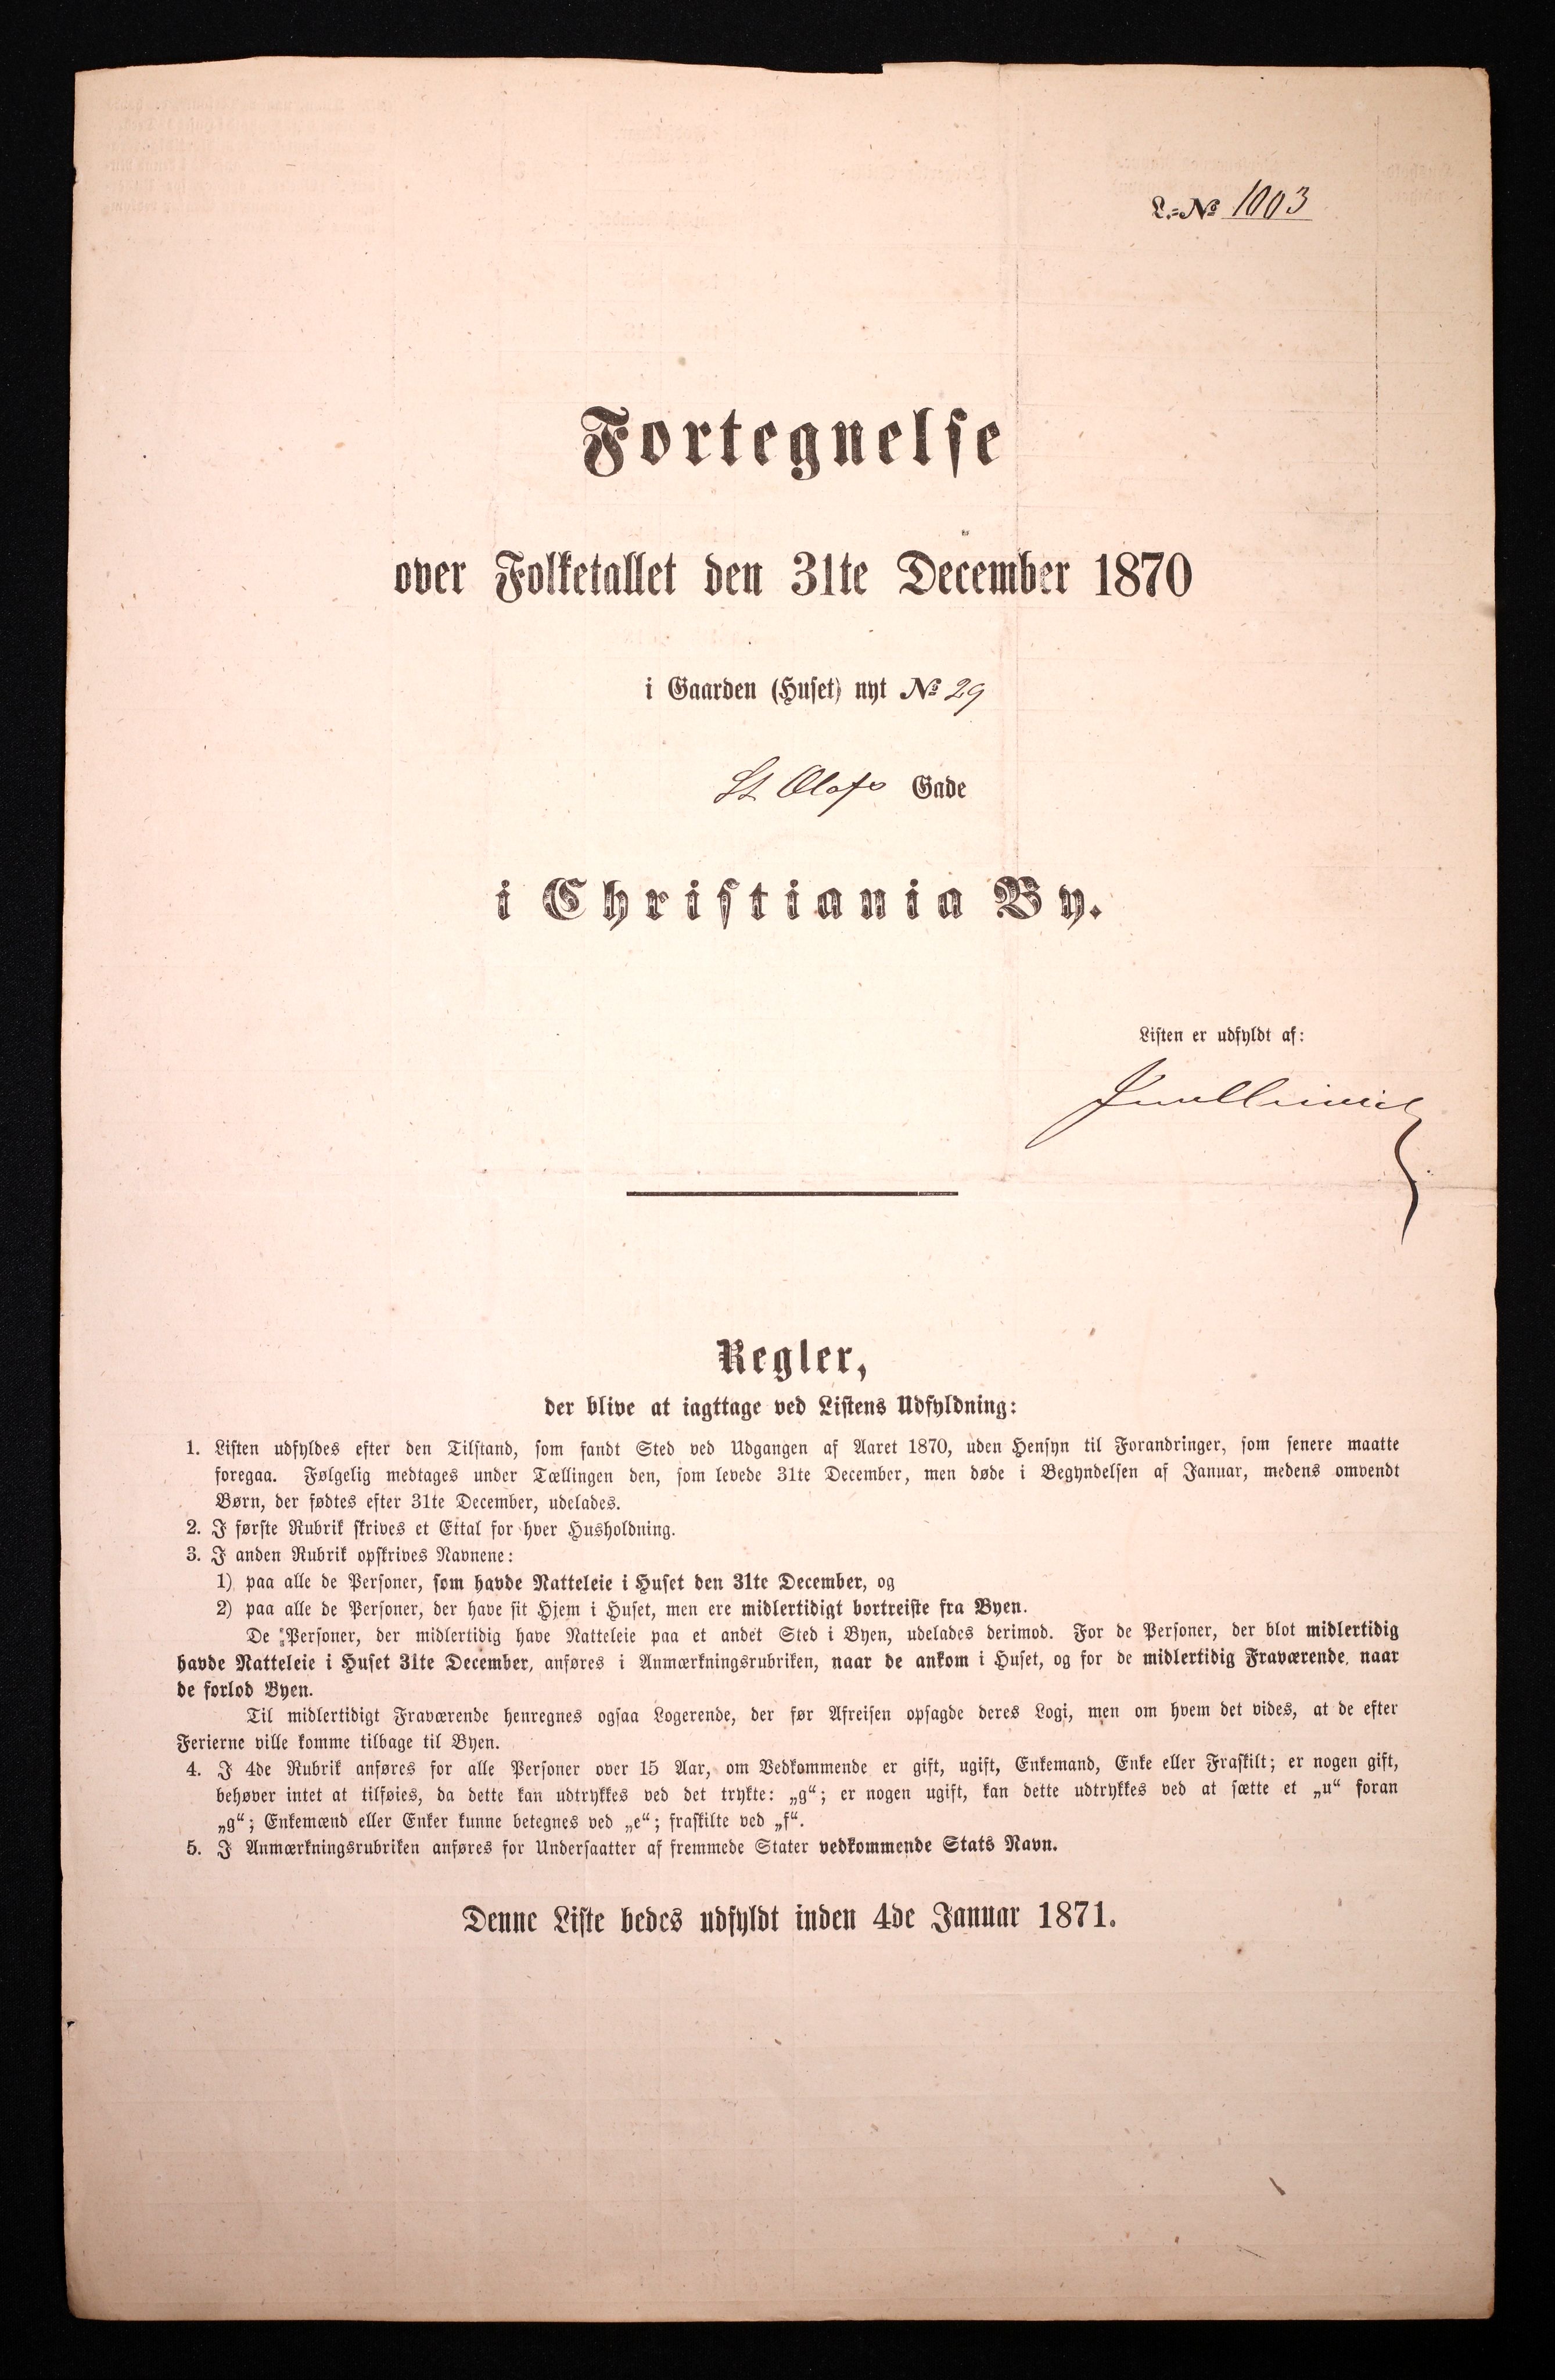 L.=№ 1003
Fortegnelse
over Folketallet den 31te December 1870
i Gaarden (Huset) nyt № 29
St Olafs Gade
i Christiania By.
Listen er udfyldt af:
Regler,
der blive at iagttage ved Listens Udfyldning:
1. Listen udfyldes efter den Tilstand, som fandt Sted ved Udgangen af Aaret 1870, uden Hensyn til Forandringer, som senere maatte
foregaa. Følgelig medtages under Tællingen den, som levede 31te December, men døde i Begyndelsen af Januar, medens omvendt
Børn, der fødtes efter 31te December, udelades.
2. I første Rubrik skrives et Ettal for hver Husholdning.
3. I anden Rubrik opskrives Navnene:
1) paa alle de Personer, som havde Natteleie i Huset den 31te December, og
2) paa alle de Personer, der have sit Hjem i Huset, men ere midlertidigt bortreiste fra Byen.
De Personer, der midlertidig have Natteleie paa et andet Sted i Byen, udelades derimod. For de Personer, der blot midlertidig
havde Natteleie i Huset 31te December, anføres i Anmærkningsrubriken, naar de ankom i Huset, og for de midlertidig Fraværende, naar
de forlod Byen.
Til midlertidigt Fraværende henregnes ogsaa Logerende, der før Afreisen opsagde deres Logi, men om hvem det vides, at de efter
Ferierne ville komme tilbage til Byen.
4. I 4de Rubrik anføres for alle Personer over 15 Aar, om Vedkommende er gift, ugift, Enkemand, Enke eller Fraskilt; er nogen gift,
behøver intet at tilføies, da dette kan udtrykkes ved det trykte: „g“; er nogen ugift, kan dette udtrykkes ved at sætte et „u“ foran
„g“; Enkemænd eller Enker kunne betegnes ved „e“; fraskilte ved „f“.
5. I Anmærkningsrubriken anføres for Undersaatter af fremmede Stater vedkommende Stats Navn.
Denne Liste bedes udfyldt inden 4de Januar 1871.